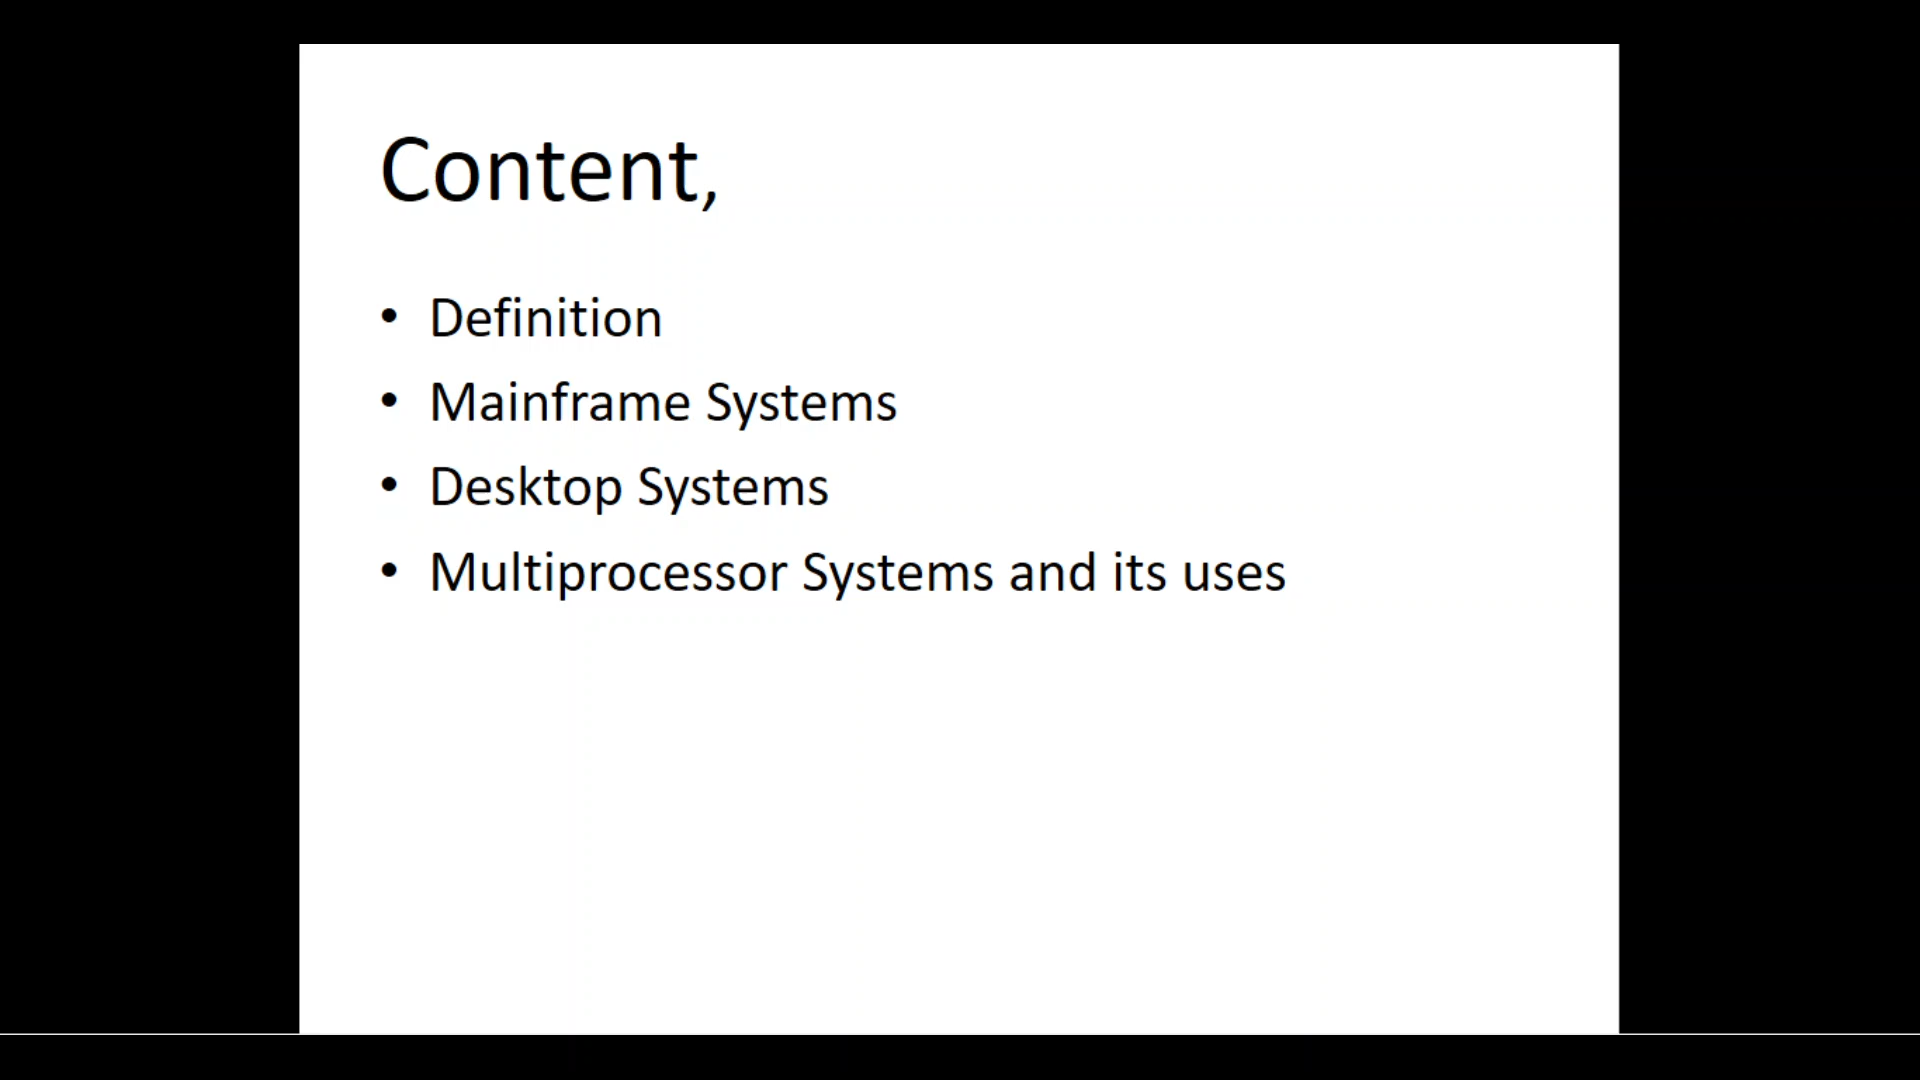 Content,
• Definition
• Mainframe Systems
• Desktop Systems
• Multiprocessor Systems and its uses